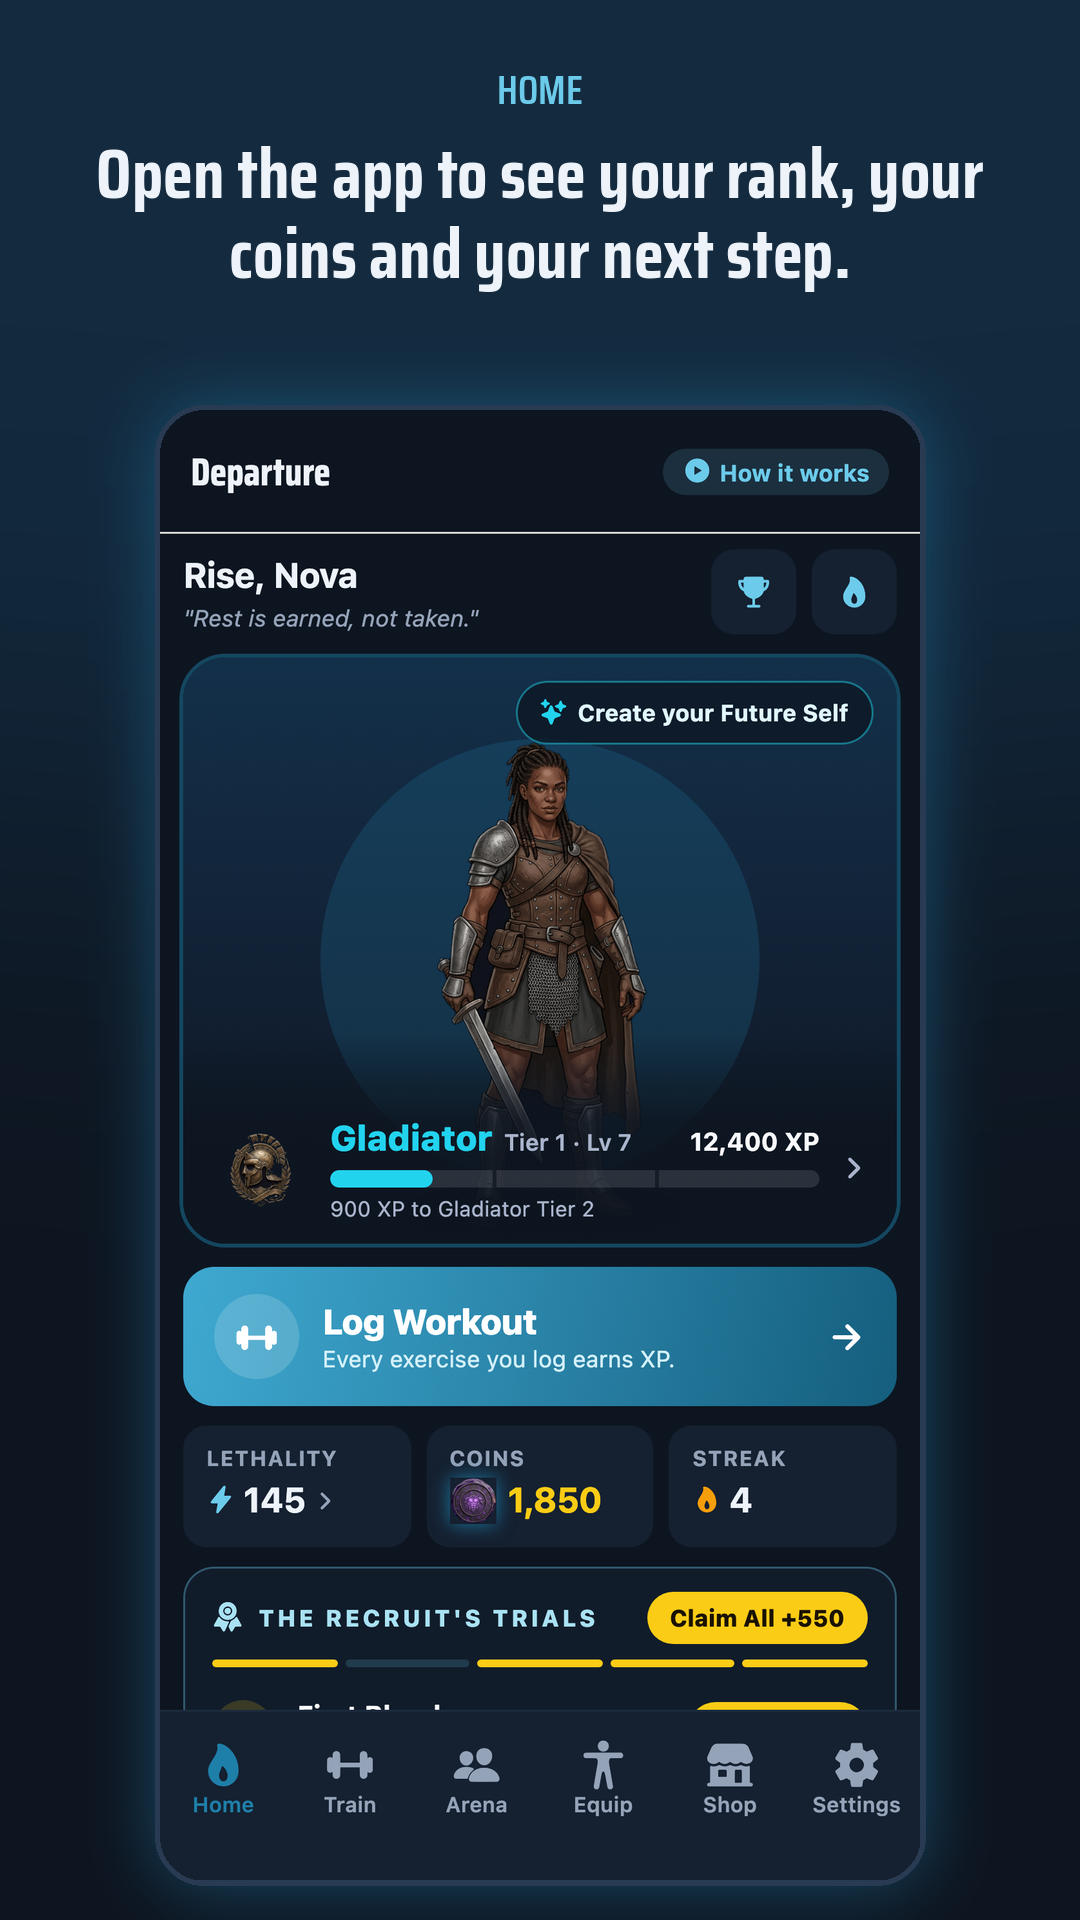 HOME
Open the app to see your rank, your
coins and your next step.
Departure
How it works
Rise, Nova
"Rest is earned, not taken."
Create your Future Self
Gladiator Tier 1 · Lv 7 12,400 XP
900 XP to Gladiator Tier 2
Log Workout
Every exercise you log earns XP.
LETHALITY COINS STREAK
145 1,850 4
THE RECRUIT'S TRIALS Claim All +550
Home Train Arena Equip Shop Settings